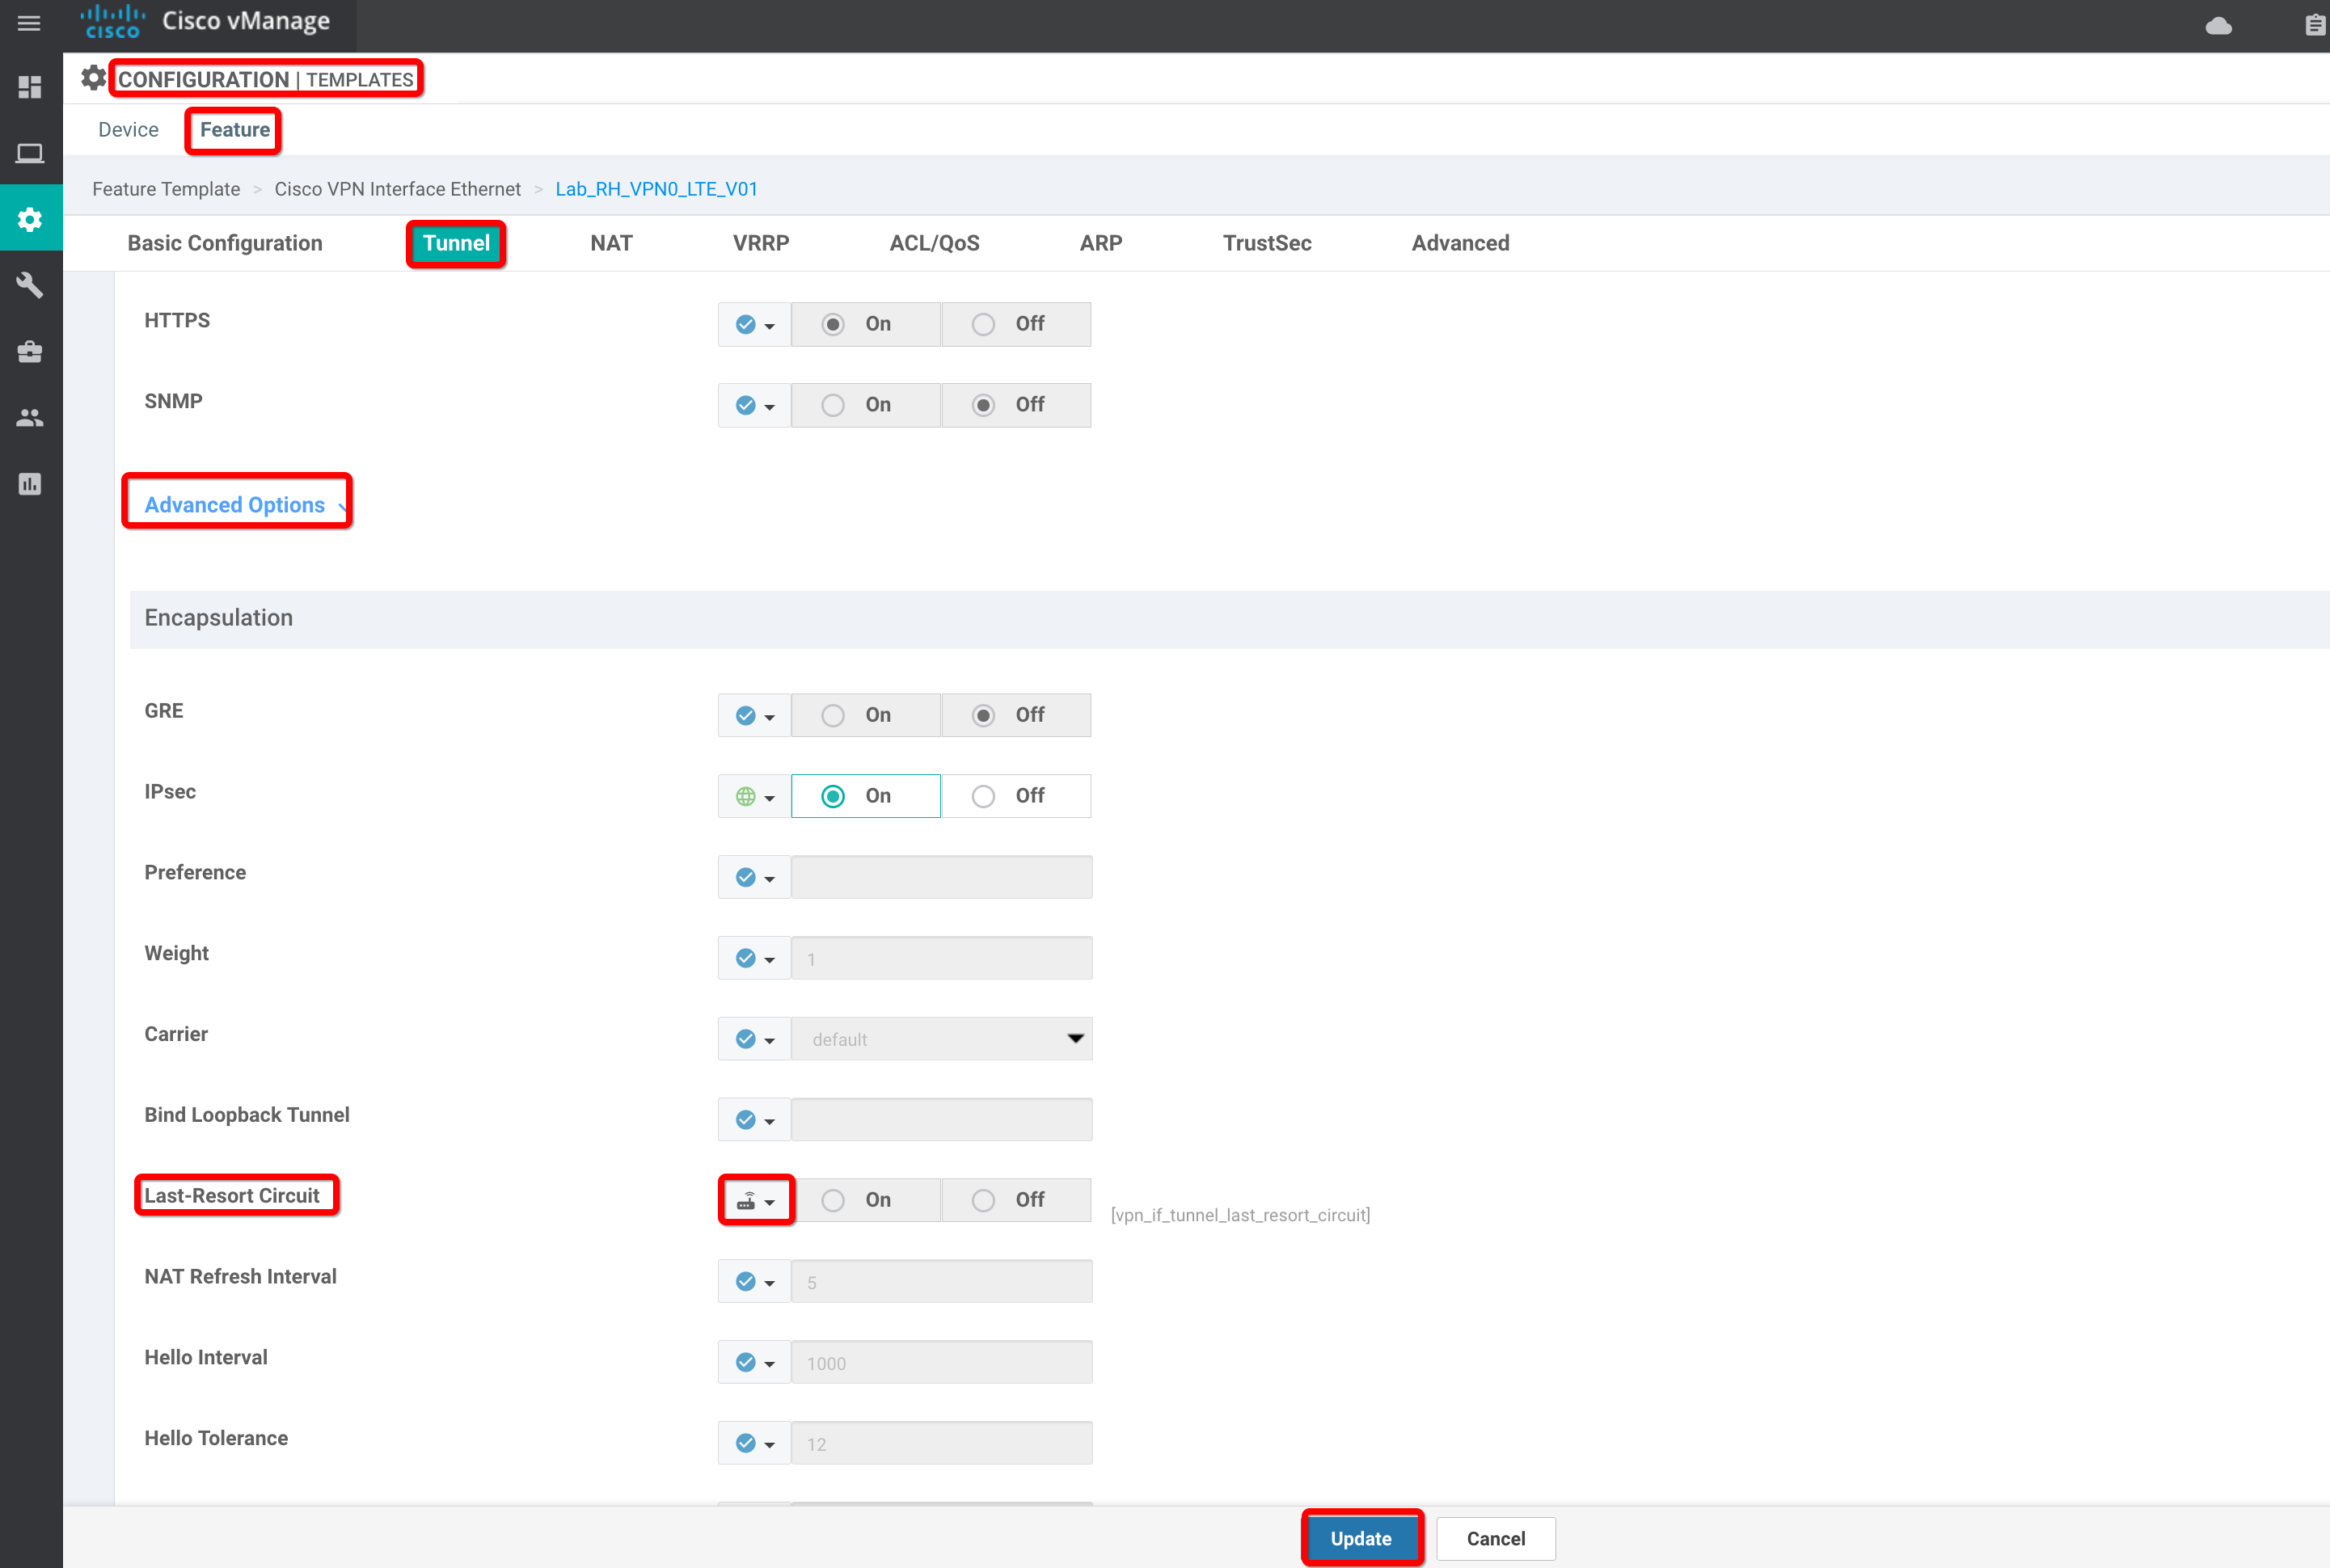 cisco Cisco vManage
CONFIGURATION | TEMPLATES
Device Feature
Feature Template > Cisco VPN Interface Ethernet > Lab_RH_VPN0_LTE_V01
Basic Configuration Tunnel NAT VRRP ACL/QoS ARP TrustSec Advanced
HTTPS On Off
SNMP On Off
Advanced Options
Encapsulation
GRE On Off
IPsec On Off
Preference
Weight 1
Carrier default
Bind Loopback Tunnel
Last-Resort Circuit On Off [vpn_if_tunnel_last_resort_circuit]
NAT Refresh Interval 5
Hello Interval 1000
Hello Tolerance 12
Update Cancel